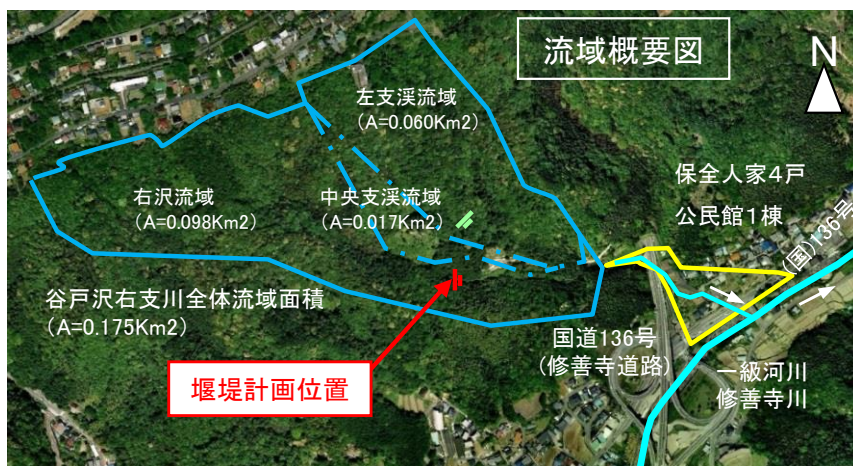 流域概要図
N
左支渓流域
（A=0.060Km2）
保全人家４戸
公民館１棟
右沢流域
（A=0.098Km2）
中央支渓流域
（A=0.017Km2）
(国)136号
谷戸沢右支川全体流域面積
（A=0.175Km2）
国道136号
（修善寺道路）
一級河川
修善寺川
堰堤計画位置